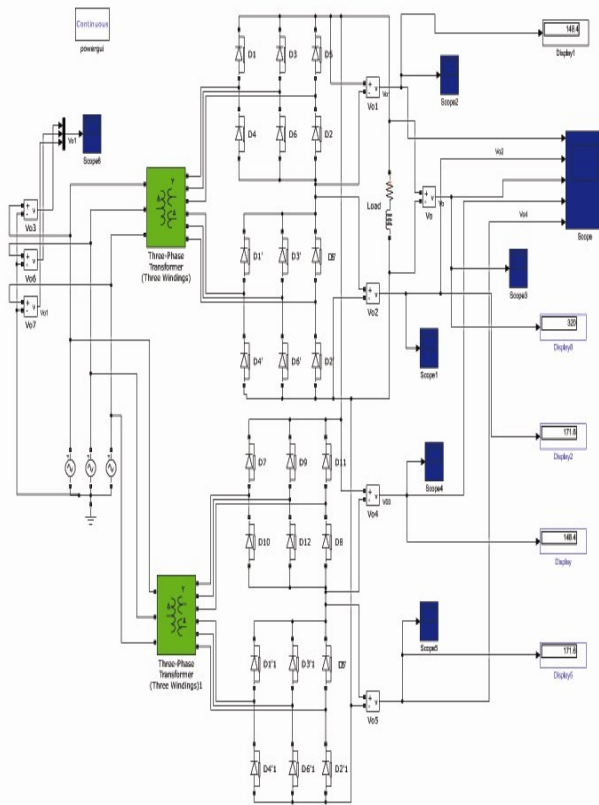 Continuous
powergui
Vo1
Scope6
Vo3
Vo6
Vo7
Vo1
Three-Phase
Transformer
(Three Windings)
D1
D3
D5
D4
D6
D2
D1'
D3'
D4'
D6'
Vo1
Scope2
148.4
Display1
Load
Vo
Vo2
Vo4
Scope
Scope3
Vo2
Scope1
320
171.6
Display2
D7
D9
D11
D10
D12
D8
Scope4
Vo4
148.4
Display
Three-Phase
Transformer
(Three Windings)1
D1'1
D3'1
D4'1
D6'1
D2'1
Scope5
Vo5
171.6